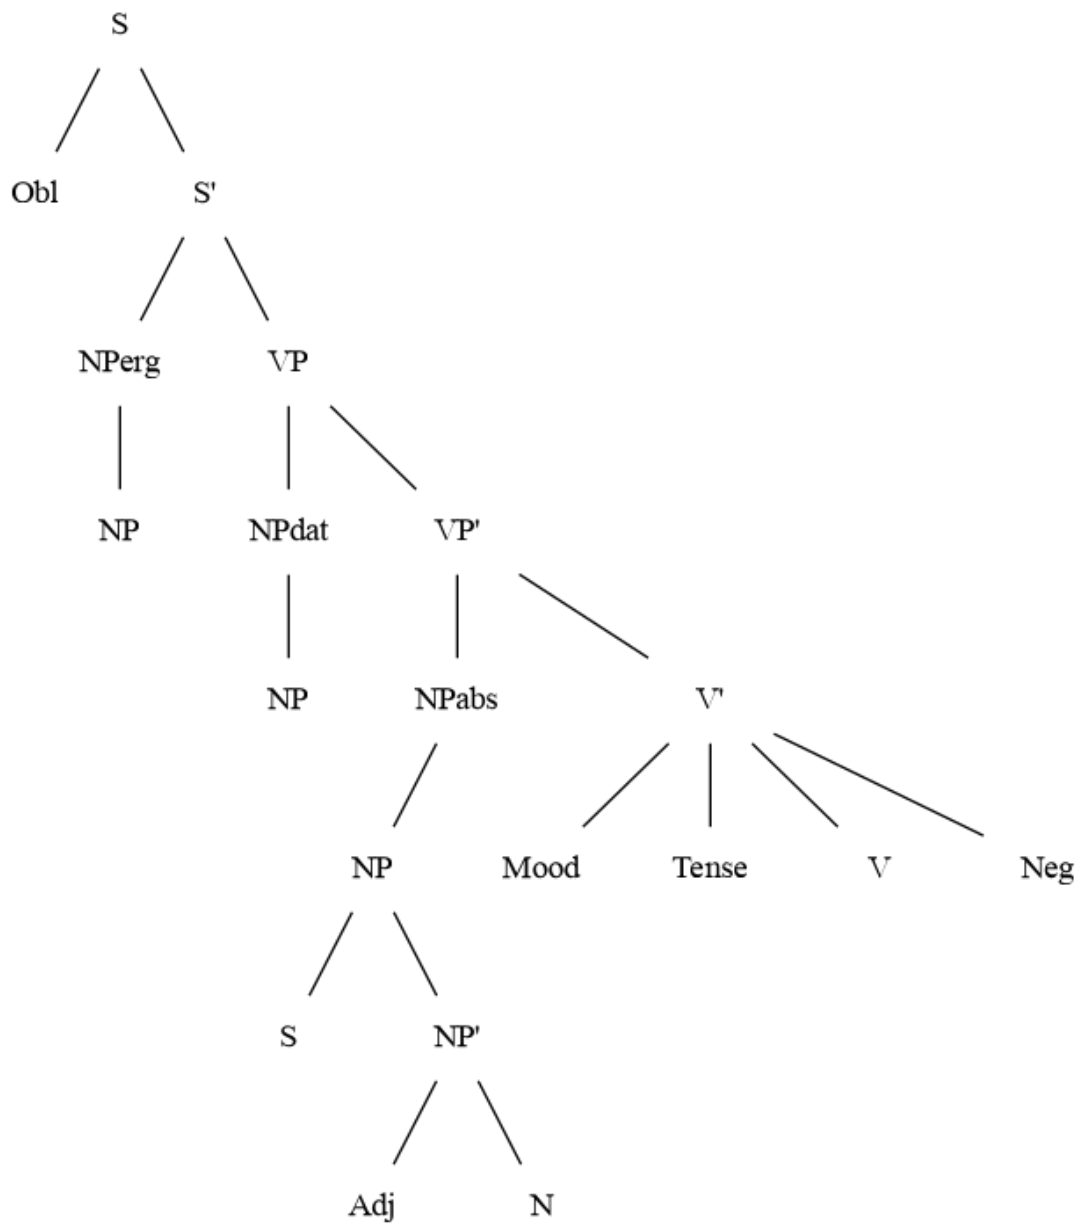 S
Obl S'
NPerg VP
NP NPdat VP'
NP NPabs V'
NP Mood Tense V Neg
S NP'
Adj N